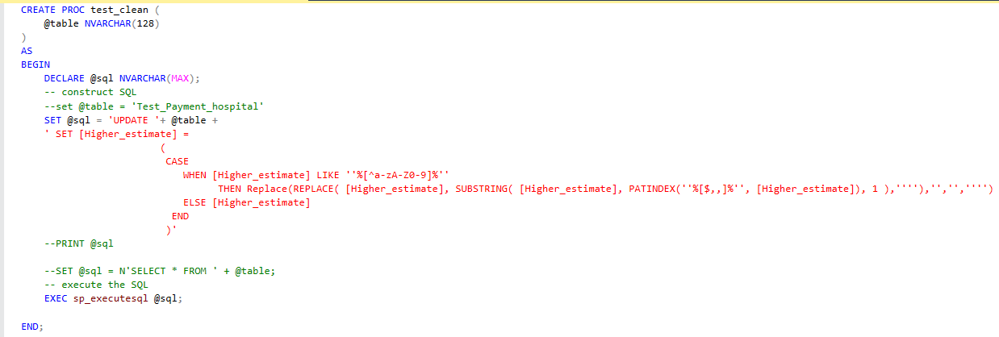 CREATE PROC test_clean (
    @table NVARCHAR(128)
)
AS
BEGIN
    DECLARE @sql NVARCHAR(MAX);
    -- construct SQL
    --set @table = 'Test_Payment_hospital'
    SET @sql = 'UPDATE '+ @table +
    ' SET [Higher_estimate] =
                        (
                         CASE
                            WHEN [Higher_estimate] LIKE ''%[^a-zA-Z0-9]%''
                                  THEN Replace(REPLACE( [Higher_estimate], SUBSTRING( [Higher_estimate], PATINDEX(''%[$,,]%'', [Higher_estimate]), 1 ),''''),'','','''')
                            ELSE [Higher_estimate]
                          END
                         )'
    --PRINT @sql
    --SET @sql = N'SELECT * FROM ' + @table;
    -- execute the SQL
    EXEC sp_executesql @sql;
END;